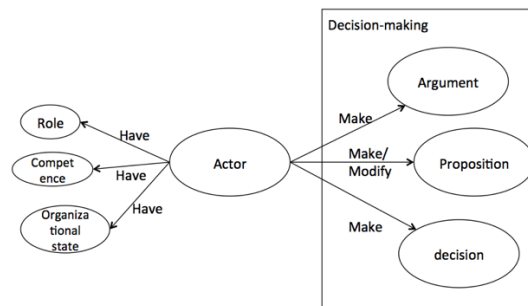 Decision-making
Argument
Make
Role
Have
Make/
Modify
Compet
ence
Have
Actor
Proposition
Have
Organiza
tional
state
Make
decision